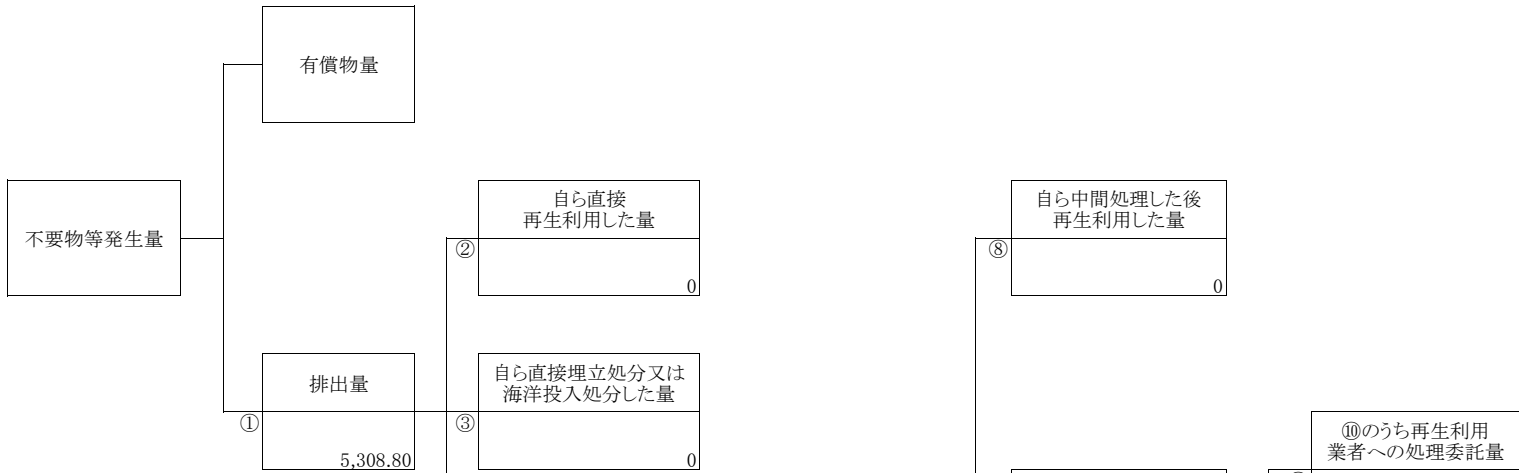 有償物量
不要物等発生量
自ら直接
再生利用した量
②
0
自ら中間処理した後
再生利用した量
⑧
0
排出量
①
5,308.80
自ら直接埋立処分又は
海洋投入処分した量
③
0
⑩のうち再生利用
業者への処理委託量